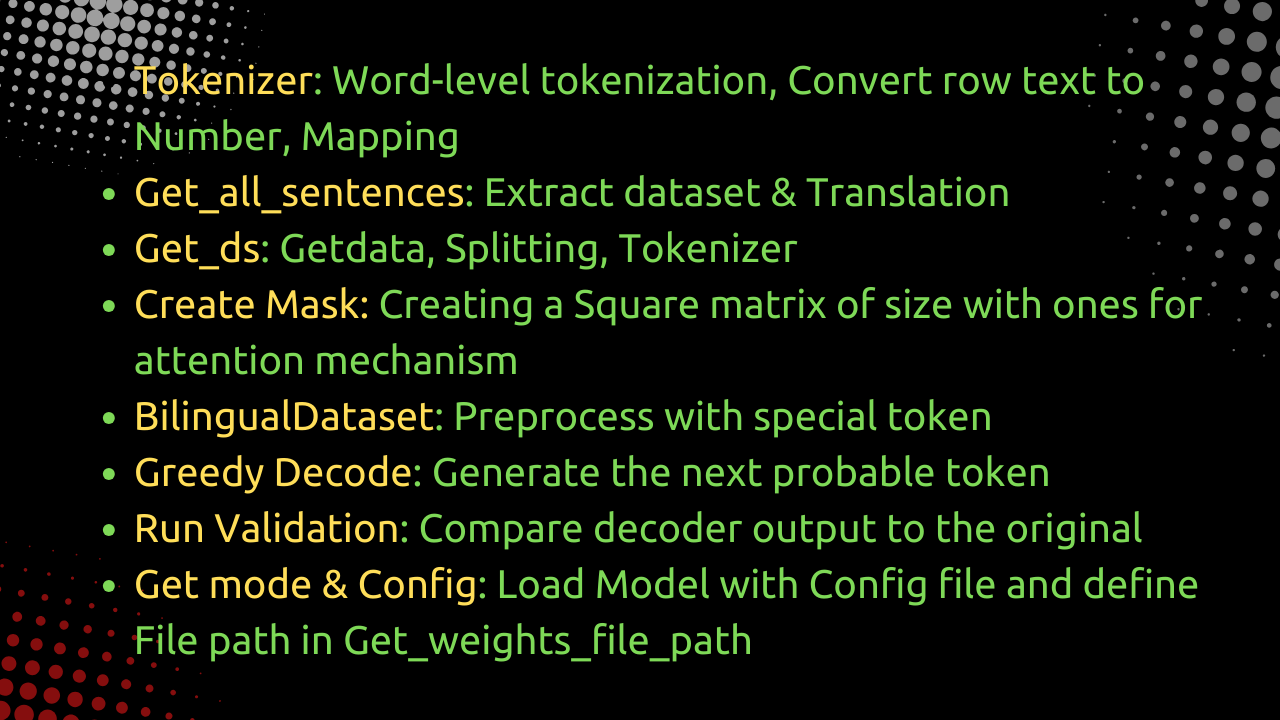 Tokenizer: Word-level tokenization, Convert row text to
Number, Mapping
• Get_all_sentences: Extract dataset & Translation
• Get_ds: Getdata, Splitting, Tokenizer
• Create Mask: Creating a Square matrix of size with ones for
attention mechanism
• BilingualDataset: Preprocess with special token
• Greedy Decode: Generate the next probable token
• Run Validation: Compare decoder output to the original
• Get mode & Config: Load Model with Config file and define
File path in Get_weights_file_path